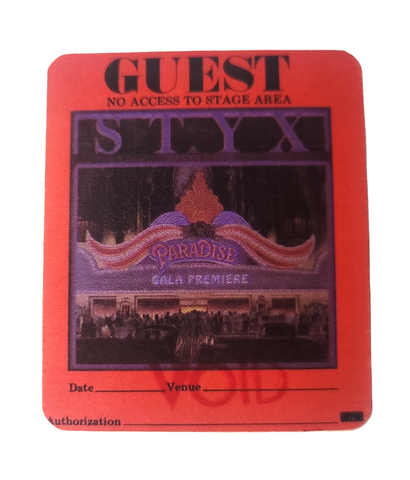 GUEST
NO ACCESS TO STAGE AREA
STYX
PARADISE
GALA PREMIERE
Date Venue
VOID
Authorization